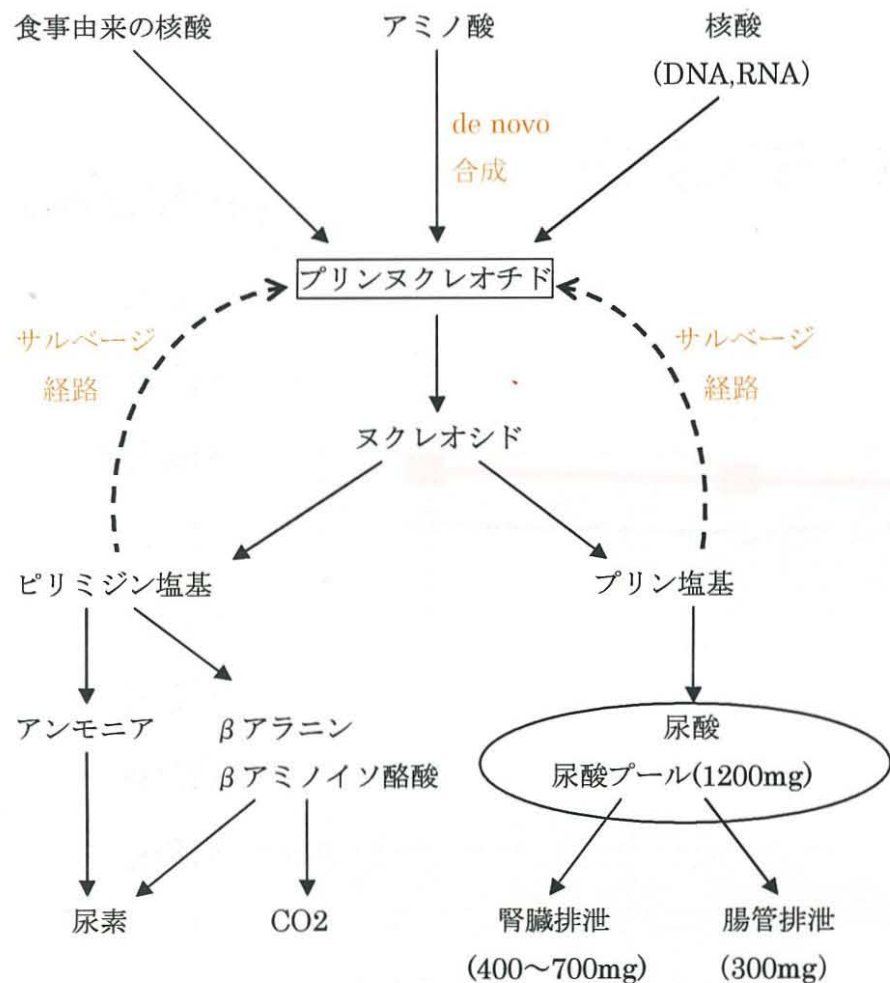 食事由来の核酸
アミノ酸
核酸
(DNA,RNA)
de novo
合成
プリンヌクレオチド
サルベージ
経路
サルベージ
経路
ヌクレオシド
ピリミジン塩基
プリン塩基
アンモニア
βアラニン
βアミノイソ酪酸
尿酸
尿酸プール(1200mg)
尿素
CO2
腎臓排泄
(400～700mg)
腸管排泄
(300mg)